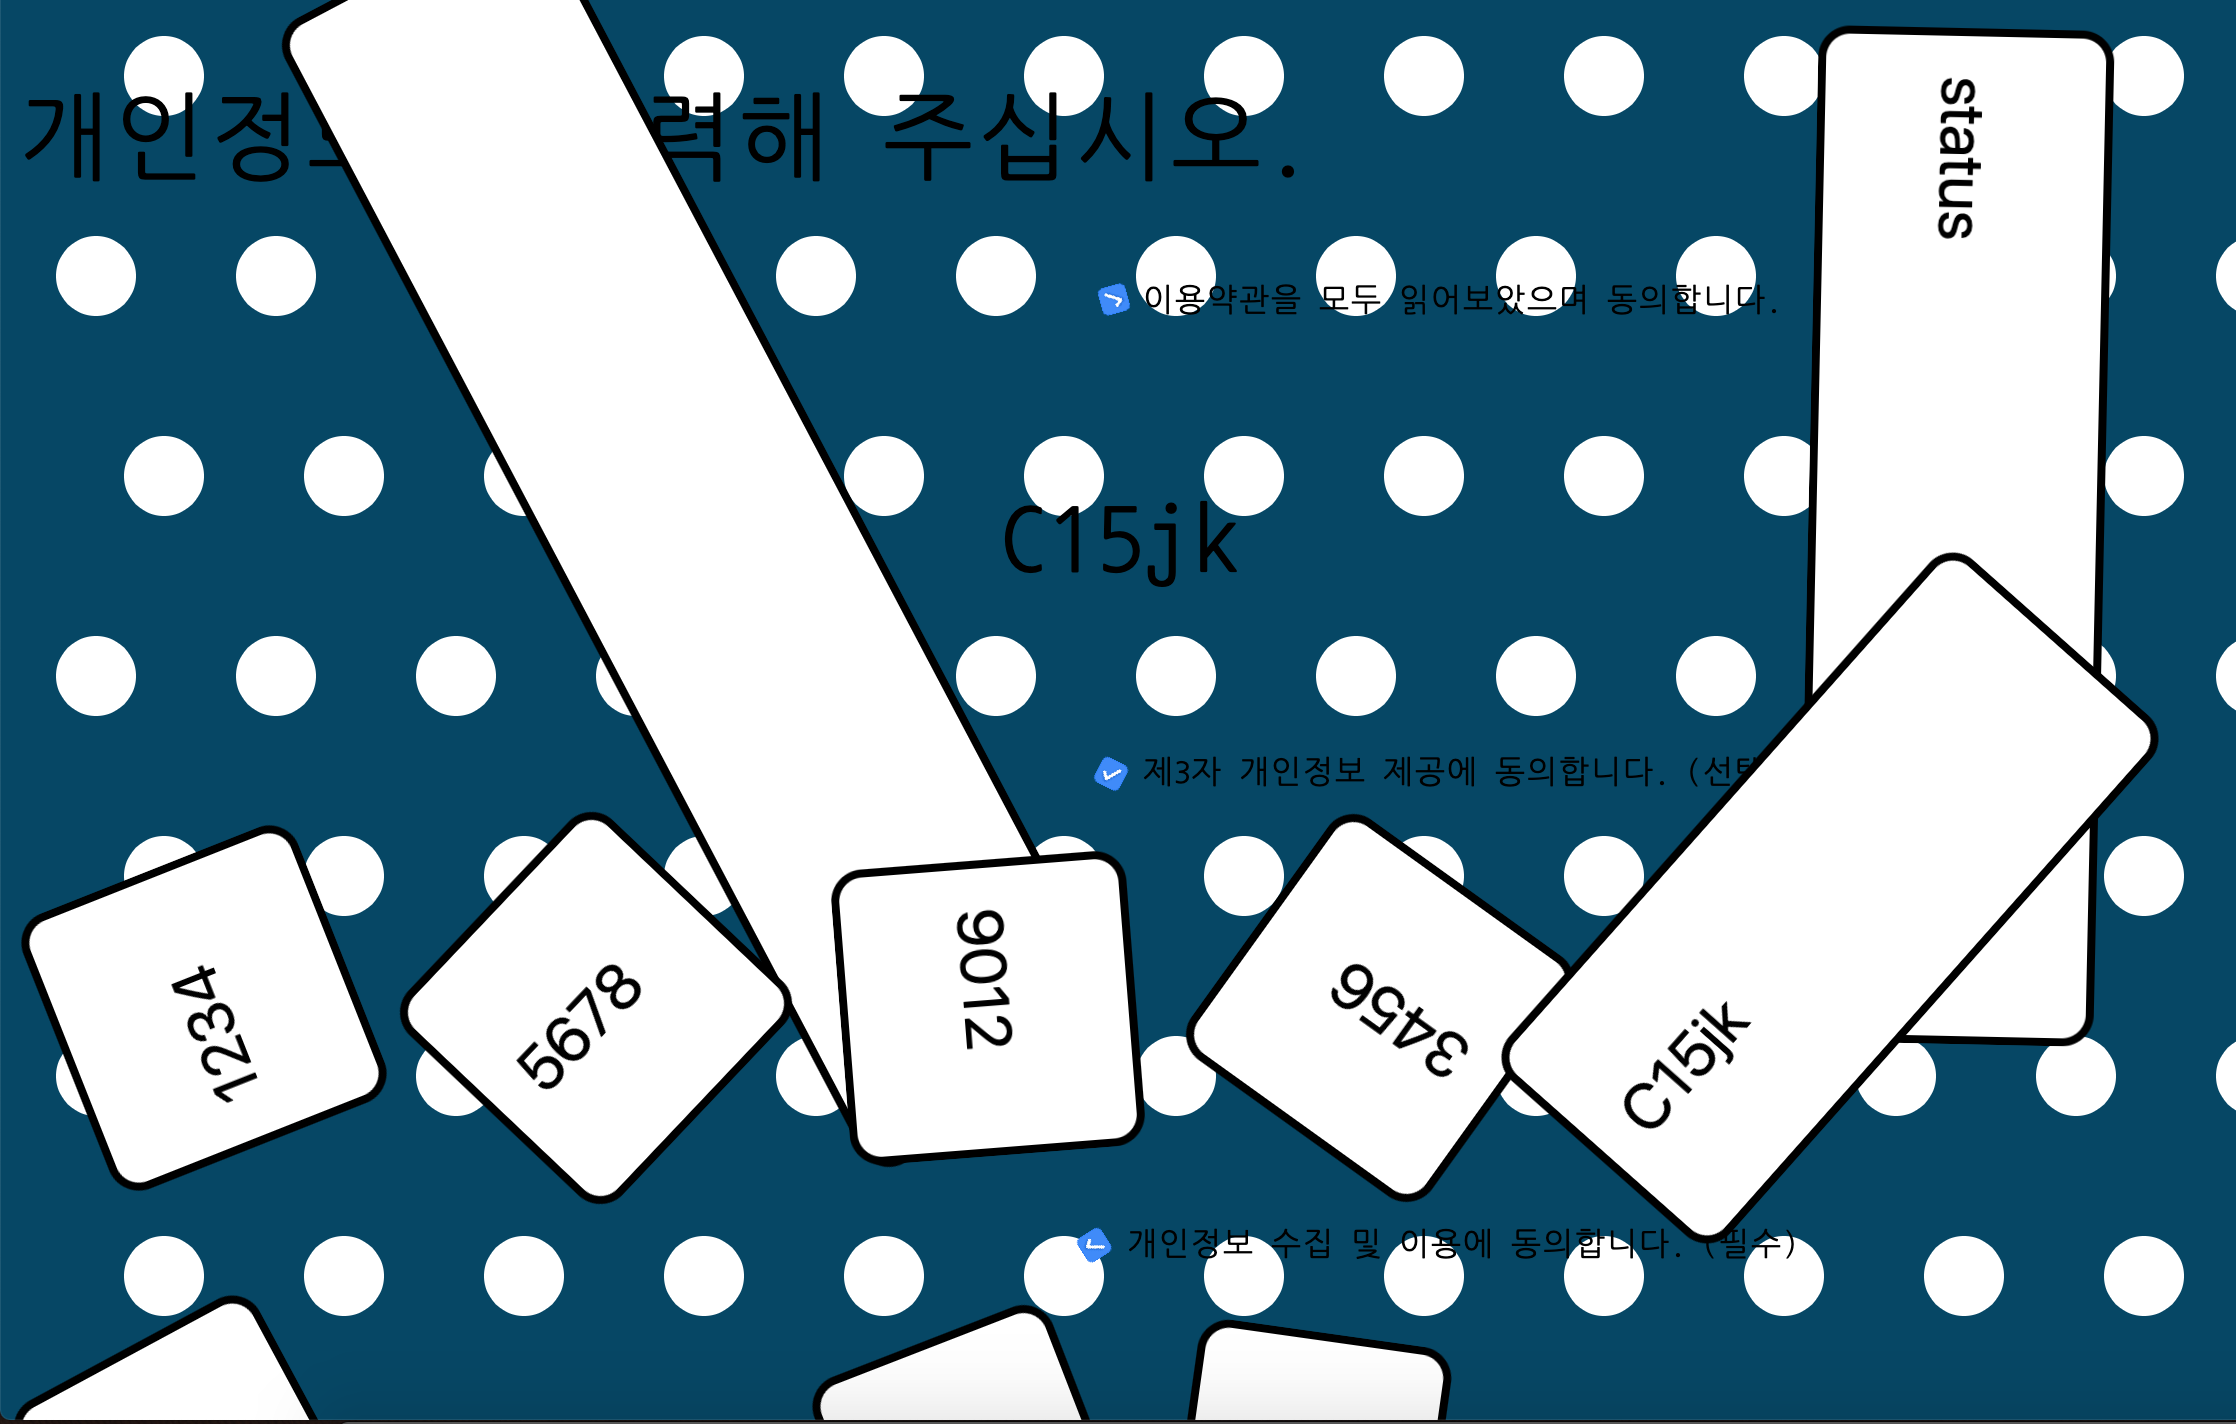 개인정 력해 주십시오.
status
이용약관을 모두 읽어보았으며 동의합니다.
C15jk
제3자 개인정보 제공에 동의합니다. (선택
1234
5678
9012
3456
C15jk
개인정보 수집 및 이용에 동의합니다. (필수)